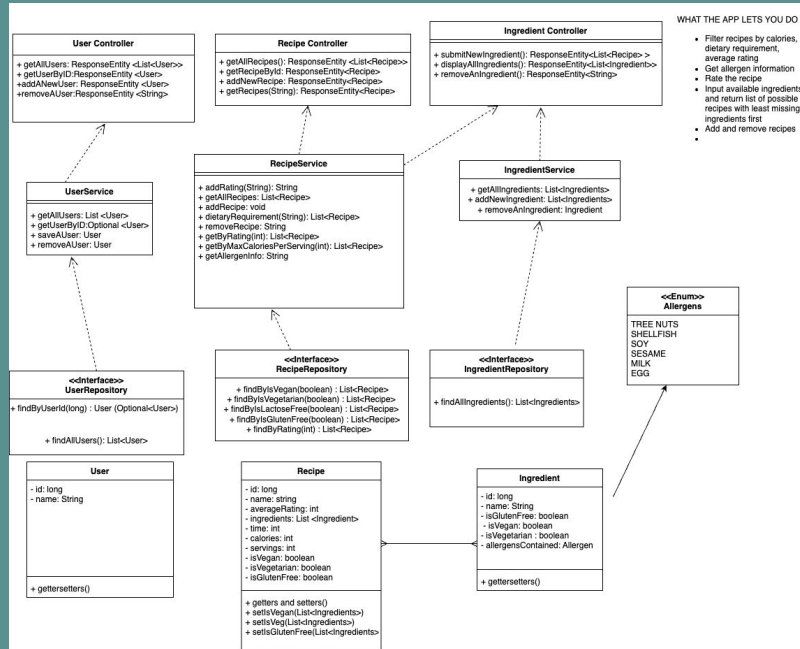 WHAT THE APP LETS YOU DO
Filter recipes by calories,
dietary requirement,
average rating
Get allergen information
Rate the recipe
Input available ingredients
and return list of possible
recipes with least missing
ingredients first
Add and remove recipes
User Controller
+ getAllUsers: ResponseEntity <List<User>>
+ getUserByID:ResponseEntity <User>
+addANewUser: ResponseEntity <User>
+removeAUser:ResponseEntity <String>
Recipe Controller
+ getAllRecipes(): ResponseEntity <List<Recipe>>
+ getRecipeById: ResponseEntity<Recipe>
+ addNewRecipe: ResponseEntity<Recipe>
+ getRecipes(String): ResponseEntity<Recipe>
Ingredient Controller
+ submitNewIngredient(): ResponseEntity<List<Recipe> >
+ displayAllIngredients(): ResponseEntity<List<Ingredient>>
+ removeAnIngredient(): ResponseEntity<String>
UserService
+ getAllUsers: List <User>
+ getUserByID:Optional <User>
+ saveAUser: User
+ removeAUser: User
RecipeService
+ addRating(String): String
+ getAllRecipes: List<Recipe>
+ addRecipe: void
+ dietaryRequirement(String): List<Recipe>
+ removeRecipe: String
+ getByRating(int): List<Recipe>
+ getByMaxCaloriesPerServing(int): List<Recipe>
+ getAllergenInfo: String
IngredientService
+ getAllIngredients: List<Ingredients>
+ addNewIngredient: List<Ingredients>
+ removeAnIngredient: Ingredient
<<Enum>>
Allergens
TREE NUTS
SHELLFISH
SOY
SESAME
MILK
EGG
<<Interface>>
UserRepository
+ findByUserId(long) : User (Optional<User>)
+ findAllUsers(): List<User>
<<Interface>>
RecipeRepository
+ findByIsVegan(boolean) : List<Recipe>
+ findByIsVegetarian(boolean) : List<Recipe>
+ findByIsLactoseFree(boolean) : List<Recipe>
+ findByIsGlutenFree(boolean) : List<Recipe>
+ findByRating(int) : List<Recipe>
<<Interface>>
IngredientRepository
+ findAllIngredients(): List<Ingredients>
User
- id: long
- name: String
+ gettersetters()
Recipe
- id: long
- name: string
- averageRating: int
- ingredients: List <Ingredient>
- time: int
- calories: int
- servings: int
- isVegan: boolean
- isVegetarian: boolean
- isGlutenFree: boolean
+ getters and setters()
+ setIsVegan(List<Ingredients>)
+ setIsVeg(List<Ingredients>)
+ setIsGlutenFree(List<Ingredients>
Ingredient
- id: long
- name: String
- isGlutenFree: boolean
- isVegan: boolean
- isVegetarian : boolean
- allergensContained: Allergen
+ gettersetters()